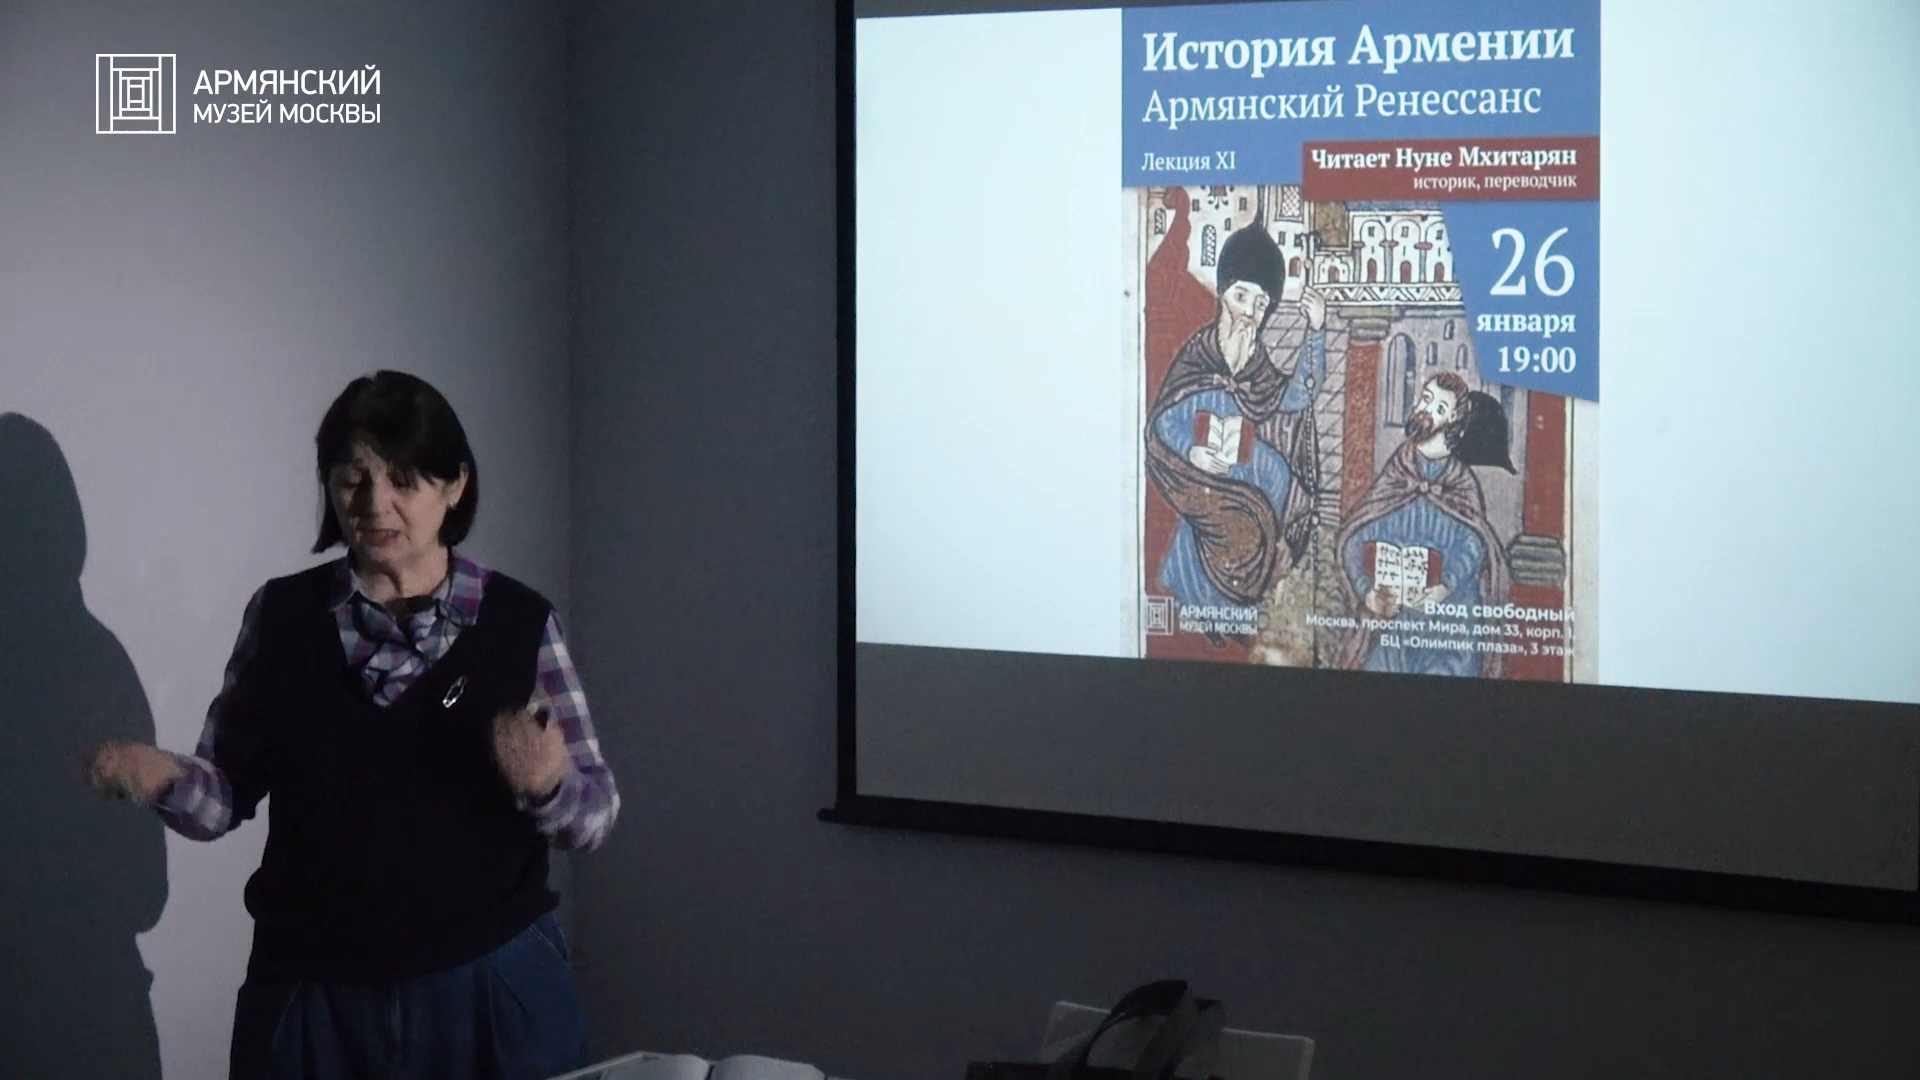 АРМЯНСКИЙ
МУЗЕЙ МОСКВЫ
История Армении
Армянский Ренессанс
Лекция XI
Читает Нуне Мхитарян
историк, переводчик
26
января
19:00
АРМЯНСКИЙ
МУЗЕЙ МОСКВЫ
Вход свободный
Москва, проспект Мира, дом 33, корп. 1,
БЦ «Олимпик плаза», 3 этаж